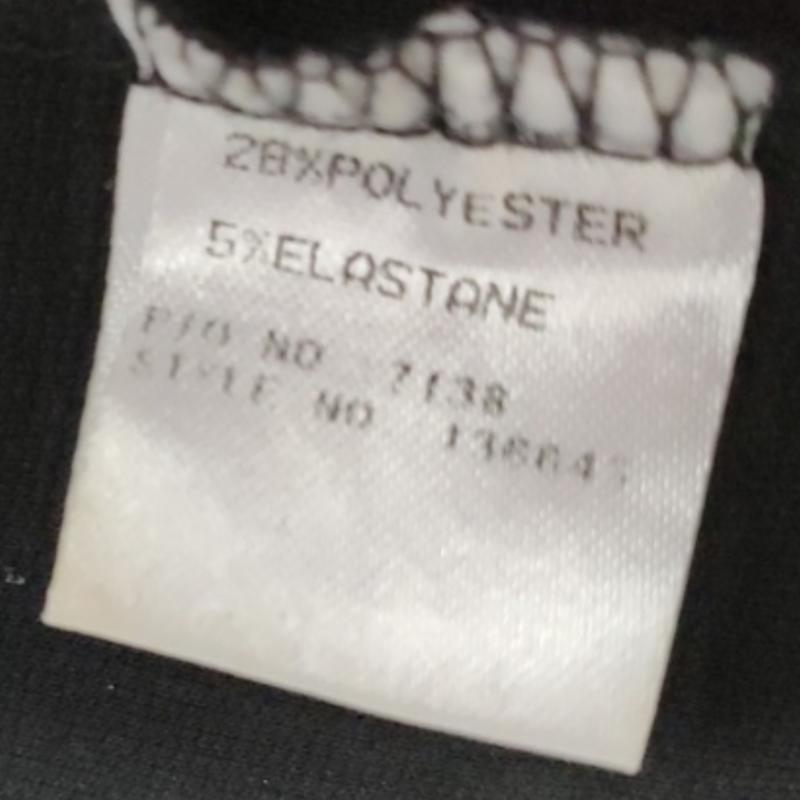 28%POLYESTER
5%ELASTANE
P/O NO 7138
STYLE NO